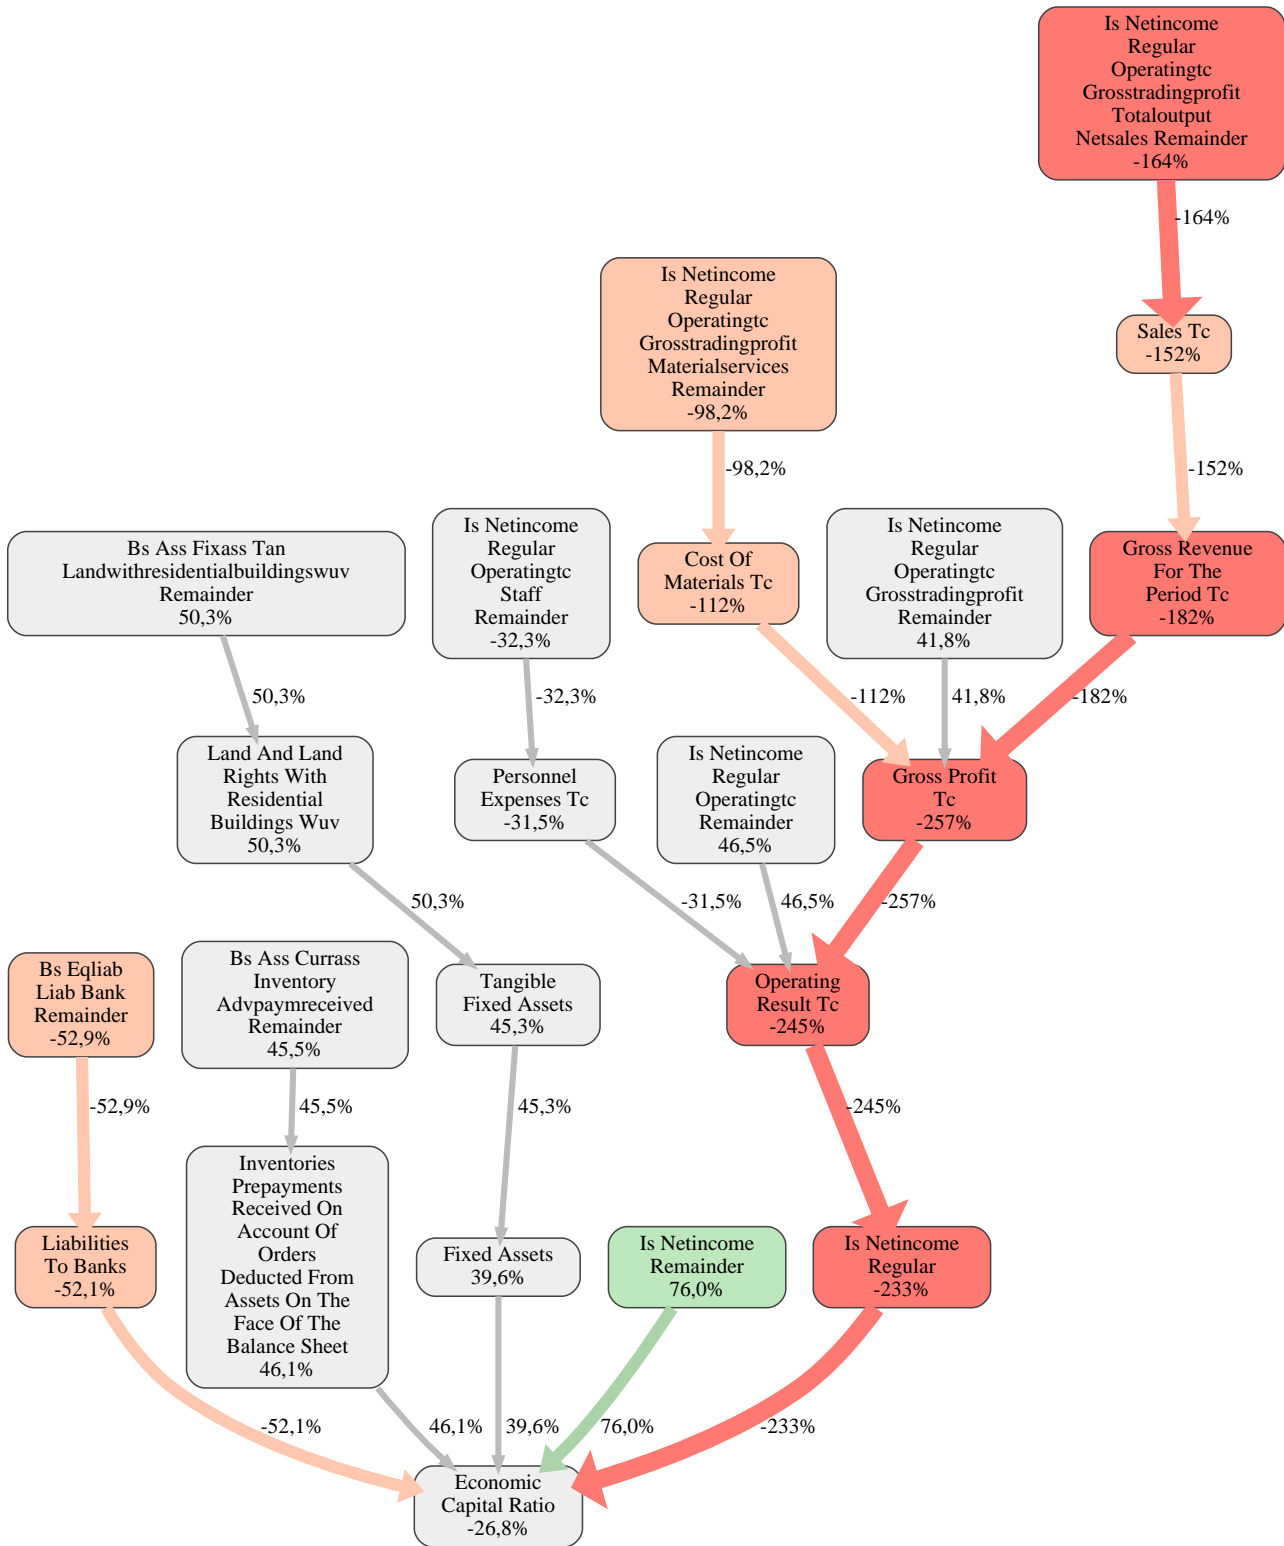 Is Netincome
Regular
Operatingtc
Grosstradingprofit
Totaloutput
Netsales Remainder
-164%
-164%
Is Netincome
Regular
Operatingtc
Grosstradingprofit
Materialservices
Remainder
-98,2%
Sales Tc
-152%
-98,2%
-152%
Bs Ass Fixass Tan
Landwithresidentialbuildingswuv
Remainder
50,3%
Is Netincome
Regular
Operatingtc
Staff
Remainder
-32,3%
Cost Of
Materials Tc
-112%
Is Netincome
Regular
Operatingtc
Grosstradingprofit
Remainder
41,8%
Gross Revenue
For The
Period Tc
-182%
50,3%
-32,3%
-112%
41,8%
-182%
Land And Land
Rights With
Residential
Buildings Wuv
50,3%
Personnel
Expenses Tc
-31,5%
Is Netincome
Regular
Operatingtc
Remainder
46,5%
Gross Profit
Tc
-257%
50,3%
-31,5%
46,5%
-257%
Bs Eqliab
Liab Bank
Remainder
-52,9%
Bs Ass Currass
Inventory
Advpaymreceived
Remainder
45,5%
Tangible
Fixed Assets
45,3%
Operating
Result Tc
-245%
-52,9%
45,5%
45,3%
-245%
Liabilities
To Banks
-52,1%
Inventories
Prepayments
Received On
Account Of
Orders
Deducted From
Assets On The
Face Of The
Balance Sheet
46,1%
Fixed Assets
39,6%
Is Netincome
Remainder
76,0%
Is Netincome
Regular
-233%
-52,1%
46,1%
39,6%
76,0%
-233%
Economic
Capital Ratio
-26,8%